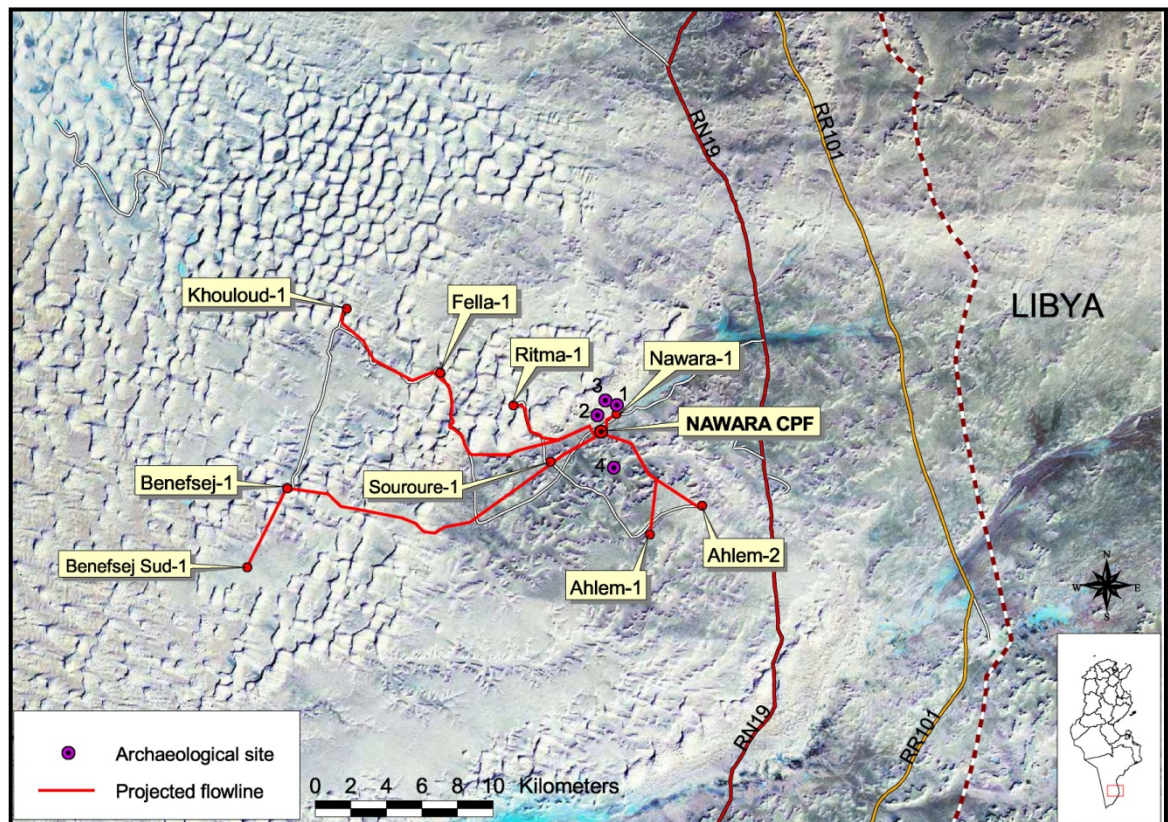 RN19
RR101
LIBYA
Khouloud-1
Fella-1
Ritma-1
3
1
Nawara-1
2
NAWARA CPF
4
Benefsej-1
Souroure-1
Benefsej Sud-1
Ahlem-2
Ahlem-1
N
W
E
S
RN19
RR101
Archaeological site
Projected flowline
0 2 4 6 8 10 Kilometers